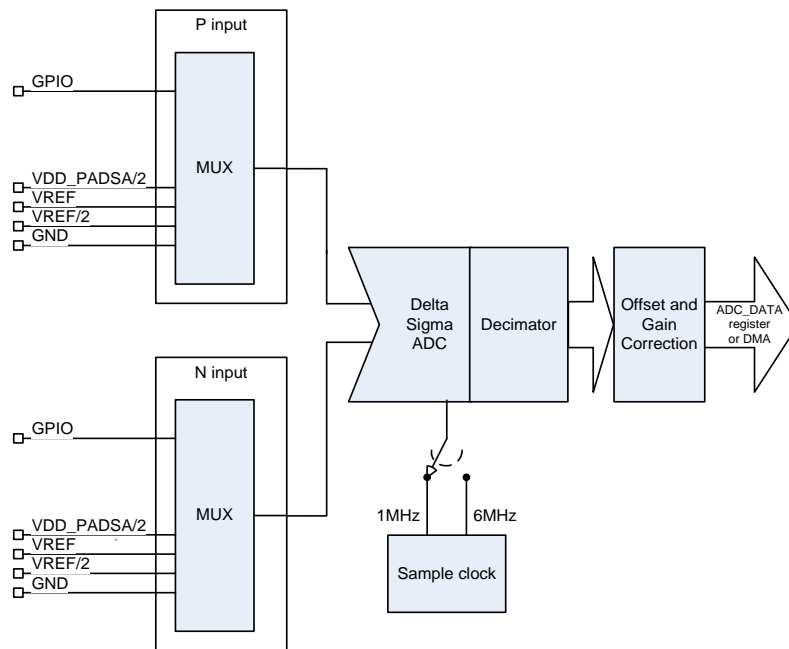 P input
GPIO
MUX
VDD_PADSA/2
VREF
VREF/2
GND
Delta
Sigma
ADC
Decimator
Offset and
Gain
Correction
ADC_DATA
register
or DMA
N input
GPIO
MUX
VDD_PADSA/2
VREF
VREF/2
GND
1MHz
6MHz
Sample clock